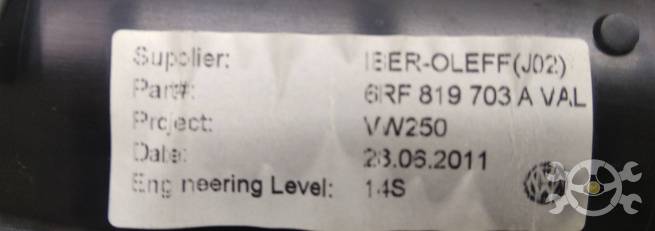 Supplier: IBER-OLEFF(J02)
Part#: 6RF 819 703 A VAL
Project: VW250
Date: 28.06.2011
Engineering Level: 14S